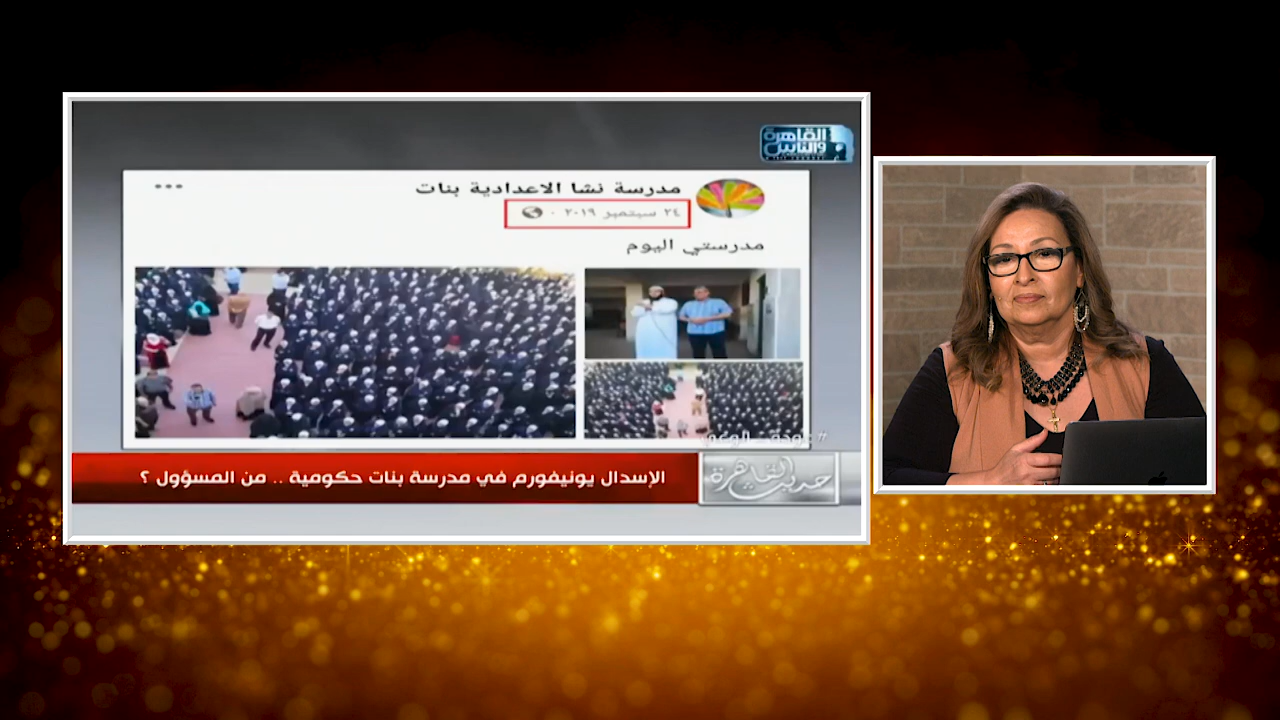 القاهرة
والناس
مدرسة نشا الاعدادية بنات
٢٤ سبتمبر ٢٠١٩ ·
مدرستي اليوم
حديث القاهرة
الإسدال يونيفورم في مدرسة بنات حكومية .. من المسؤول ؟